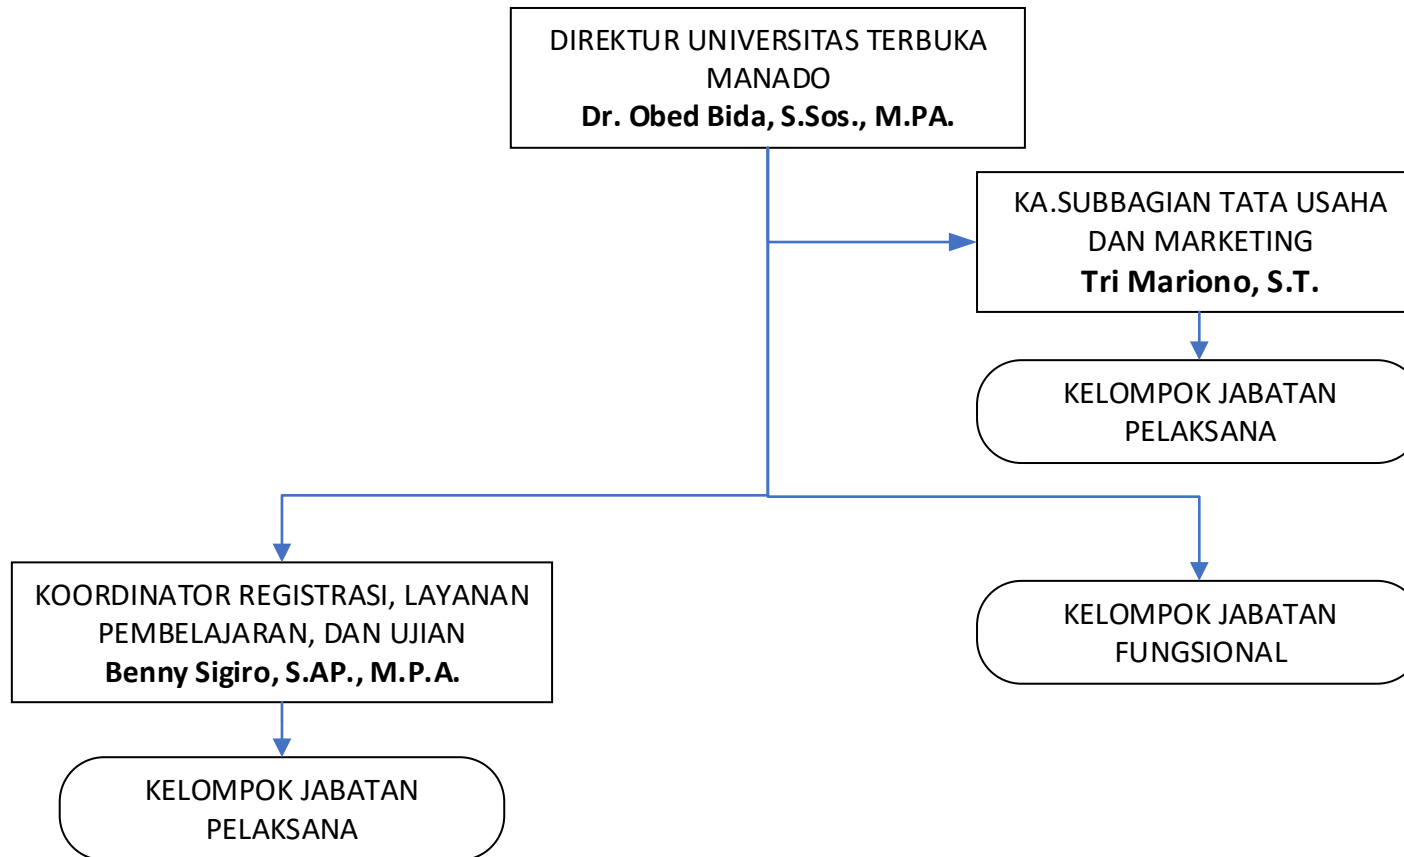 DIREKTUR UNIVERSITAS TERBUKA
MANADO
Dr. Obed Bida, S.Sos., M.PA.
KA.SUBBAGIAN TATA USAHA
DAN MARKETING
Tri Mariono, S.T.
KELOMPOK JABATAN
PELAKSANA
KOORDINATOR REGISTRASI, LAYANAN
PEMBELAJARAN, DAN UJIAN
Benny Sigiro, S.AP., M.P.A.
KELOMPOK JABATAN
FUNGSIONAL
KELOMPOK JABATAN
PELAKSANA